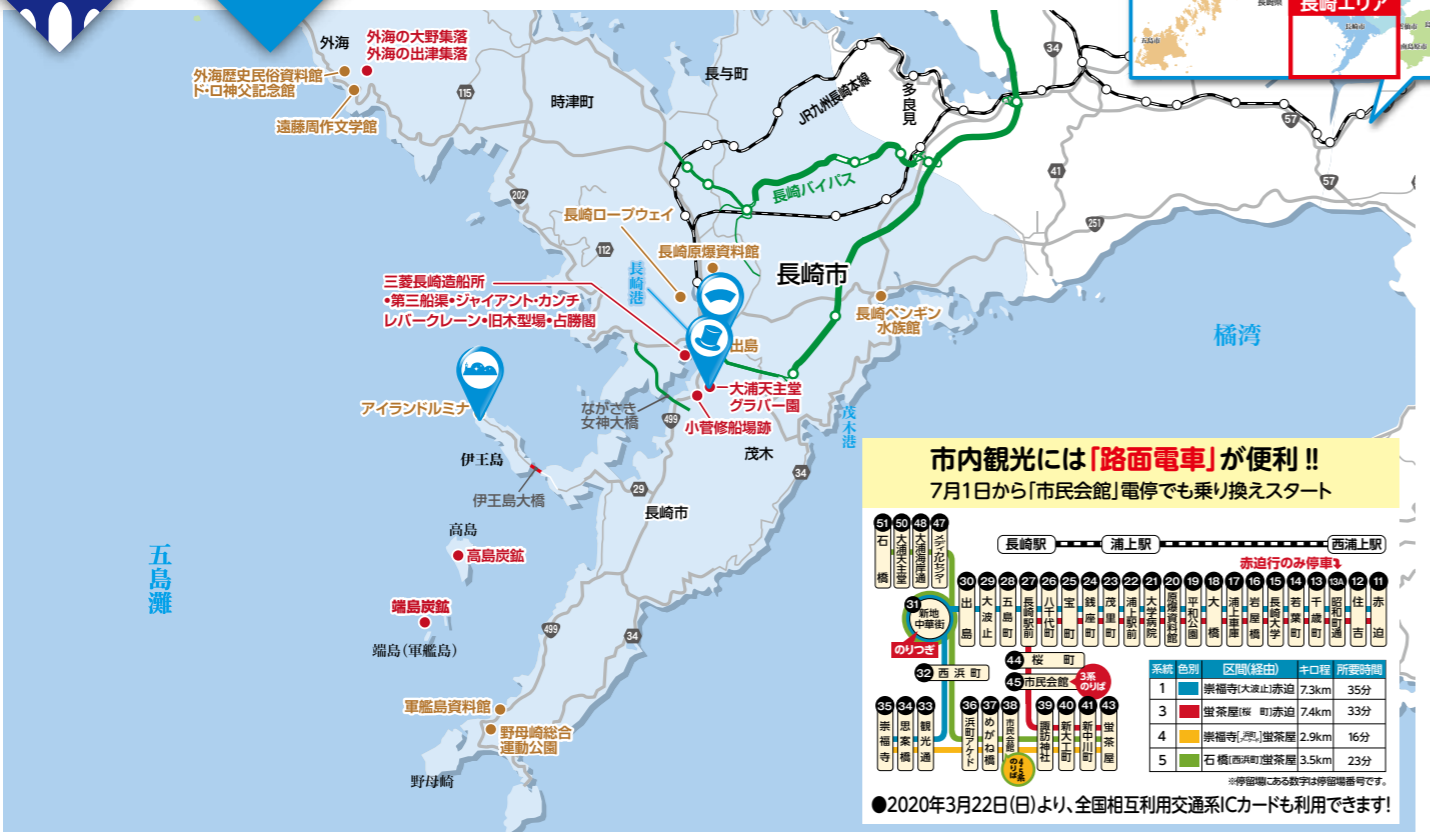 長崎県
長崎エリア
五島市
長崎市
南島原市
外海
外海の大野集落
外海の出津集落
外海歴史民俗資料館
ド・ロ神父記念館
遠藤周作文学館
115
時津町
長与町
JR九州長崎本線
多良見
34
57
57
41
251
202
112
長崎バイパス
長崎ロープウェイ
長崎原爆資料館
長崎港
長崎市
三菱長崎造船所
•第三船渠•ジャイアント・カンチ
レバークレーン•旧木型場•占勝閣
長崎ペンギン
水族館
橘湾
出島
大浦天主堂
グラバー園
小菅修船場跡
ながさき
女神大橋
499
アイランドルミナ
茂木
茂木港
34
伊王島
伊王島大橋
29
長崎市
高島
高島炭鉱
五島灘
端島炭鉱
端島(軍艦島)
499
34
軍艦島資料館
野母崎総合
運動公園
野母崎
市内観光には「路面電車」が便利!!
7月1日から「市民会館」電停でも乗り換えスタート
51 石橋
50 大浦天主堂
48 大浦海岸通
47 メディカルセンター
長崎駅
浦上駅
西浦上駅
赤迫行のみ停車
31 新地中華街
のりつぎ
30 出島
29 大波止
28 五島町
27 長崎駅前
26 八千代町
25 宝町
24 銭座町
23 茂里町
22 浦上駅前
21 大学病院
20 原爆資料館
19 平和公園
18 大橋
17 浦上車庫
16 岩屋橋
15 長崎大学
14 若葉町
13 千歳町
13A 昭和町通
12 住吉
11 赤迫
32 西浜町
44 桜町
45 市民会館
3系のりば
35 崇福寺
34 思案橋
33 観光通
36 浜町アーケード
37 めがね橋
38 市民会館
4・5系のりば
39 諏訪神社
40 新大工町
41 新中川町
43 蛍茶屋
系統 色別 区間(経由) キロ程 所要時間
1 崇福寺[大波止]赤迫 7.3km 35分
3 蛍茶屋[桜 町]赤迫 7.4km 33分
4 崇福寺 蛍茶屋 2.9km 16分
5 石橋[西浜町]蛍茶屋 3.5km 23分
※停留場にある数字は停留場番号です。
●2020年3月22日(日)より、全国相互利用交通系ICカードも利用できます!